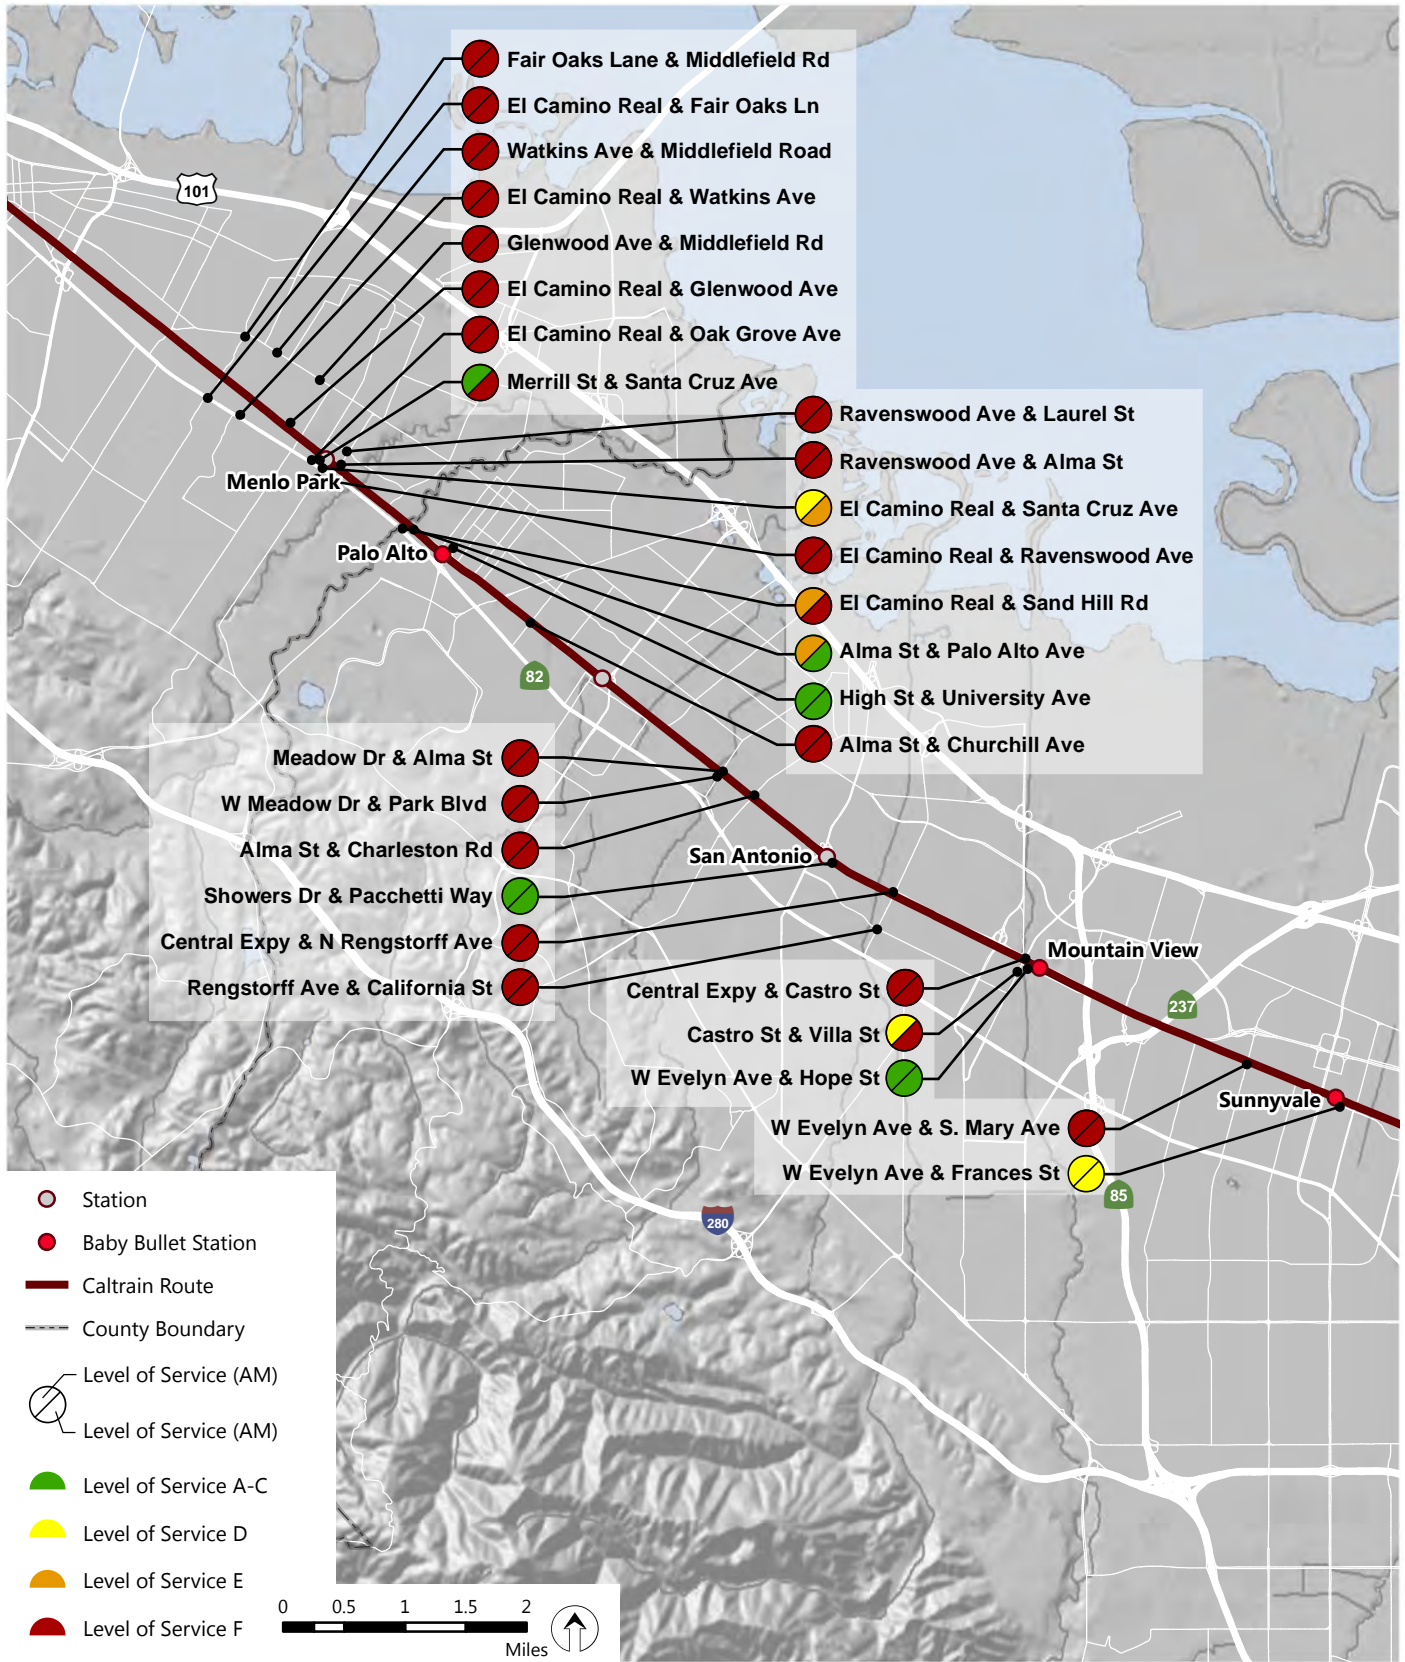 Fair Oaks Lane & Middlefield Rd
El Camino Real & Fair Oaks Ln
Watkins Ave & Middlefield Road
101
El Camino Real & Watkins Ave
Glenwood Ave & Middlefield Rd
El Camino Real & Glenwood Ave
El Camino Real & Oak Grove Ave
Merrill St & Santa Cruz Ave
Ravenswood Ave & Laurel St
Ravenswood Ave & Alma St
Menlo Park
El Camino Real & Santa Cruz Ave
Palo Alto
El Camino Real & Ravenswood Ave
El Camino Real & Sand Hill Rd
Alma St & Palo Alto Ave
82
High St & University Ave
Alma St & Churchill Ave
Meadow Dr & Alma St
W Meadow Dr & Park Blvd
Alma St & Charleston Rd
San Antonio
Showers Dr & Pacchetti Way
Central Expy & N Rengstorff Ave
Rengstorff Ave & California St
Mountain View
Central Expy & Castro St
237
Castro St & Villa St
W Evelyn Ave & Hope St
Sunnyvale
W Evelyn Ave & S. Mary Ave
W Evelyn Ave & Frances St
85
280
Station
Baby Bullet Station
Caltrain Route
County Boundary
Level of Service (AM)
Level of Service (AM)
Level of Service A-C
Level of Service D
Level of Service E
Level of Service F
0 0.5 1 1.5 2
Miles